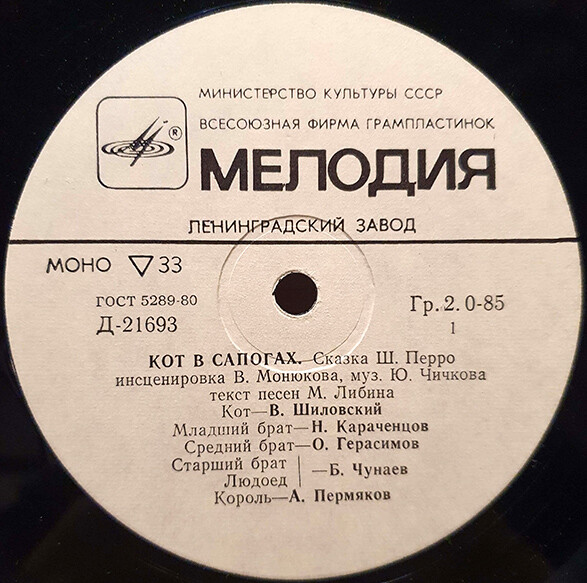 МИНИСТЕРСТВО КУЛЬТУРЫ СССР
ВСЕСОЮЗНАЯ ФИРМА ГРАМПЛАСТИНОК
®
МЕЛОДИЯ
ЛЕНИНГРАДСКИЙ ЗАВОД
МОНО ▽ 33
ГОСТ 5289-80
Гр.2. 0-85
Д-21693
1
КОТ В САПОГАХ. Сказка Ш. Перро
инсценировка В. Монюкова, муз. Ю. Чичкова
текст песен М. Либина
Кот—В. Шиловский
Младший брат—Н. Караченцов
Средний брат—О. Герасимов
Старший брат
Людоед
—Б. Чунаев
Король—А. Пермяков